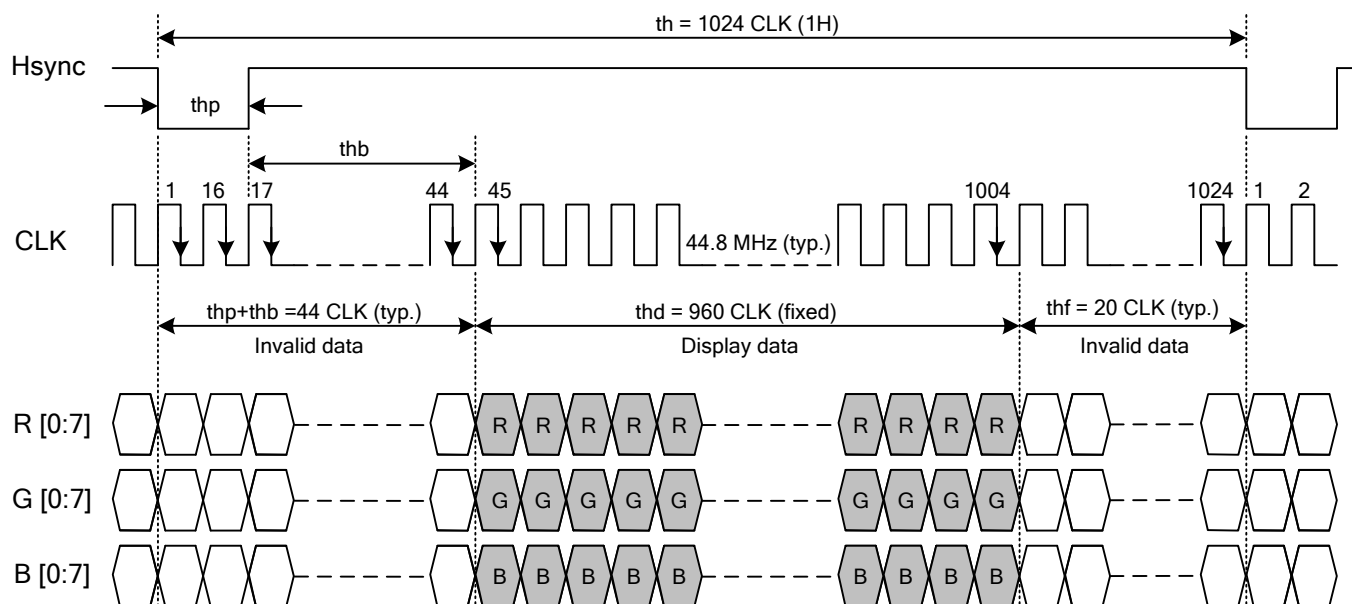 th = 1024 CLK (1H)
Hsync
thp
thb
1 16 17 44 45 1004 1024 1 2
CLK
44.8 MHz (typ.)
thp+thb =44 CLK (typ.) thd = 960 CLK (fixed) thf = 20 CLK (typ.)
Invalid data Display data Invalid data
R [0:7] R R R R R R R R R
G [0:7] G G G G G G G G G
B [0:7] B B B B B B B B B